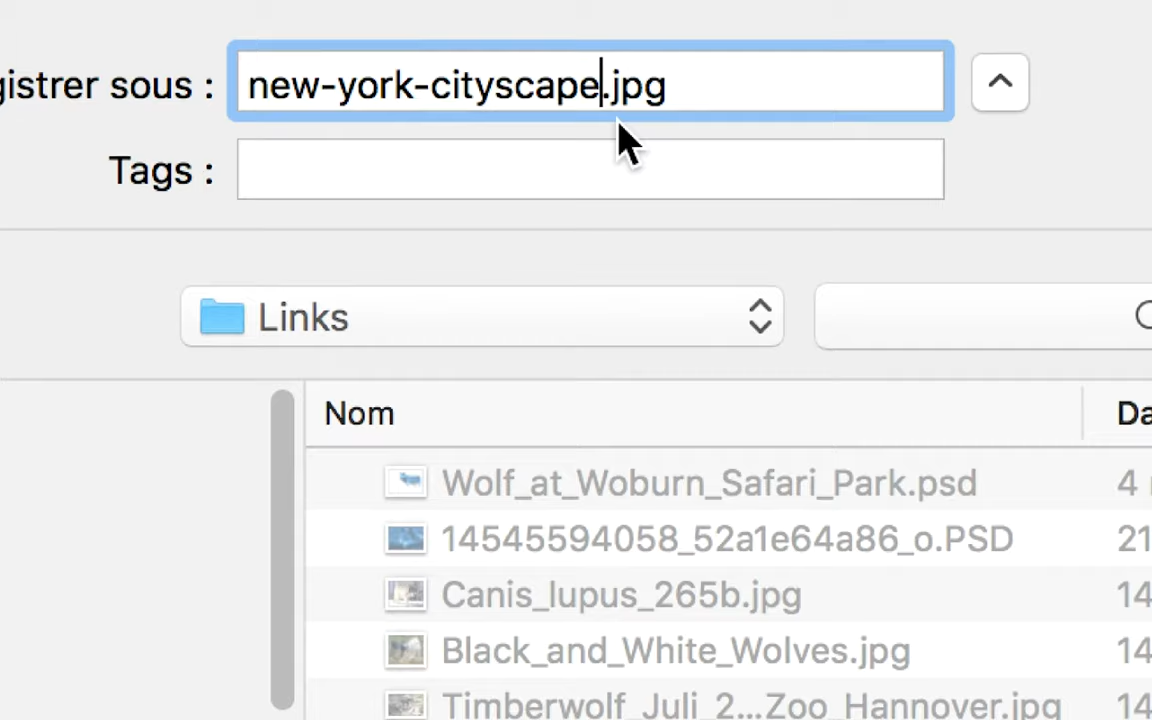 gistrer sous :
new-york-cityscape.jpg
Tags :
Links
Nom
Da
Wolf_at_Woburn_Safari_Park.psd
4
14545594058_52a1e64a86_o.PSD
21
Canis_lupus_265b.jpg
14
Black_and_White_Wolves.jpg
14
Timberwolf_Juli_2...Zoo_Hannover.jpg
14